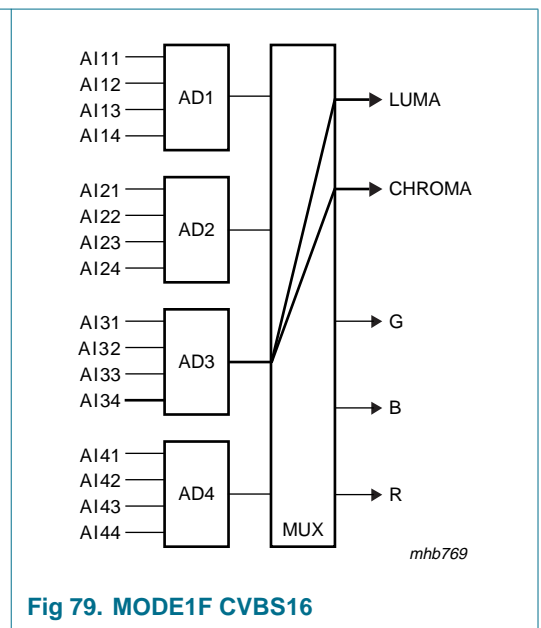 AI11
AI12
AI13
AI14
AD1
LUMA
CHROMA
AI21
AI22
AI23
AI24
AD2
AI31
AI32
AI33
AI34
AD3
G
B
AI41
AI42
AI43
AI44
AD4
R
MUX
mhb769
Fig 79. MODE1F CVBS16